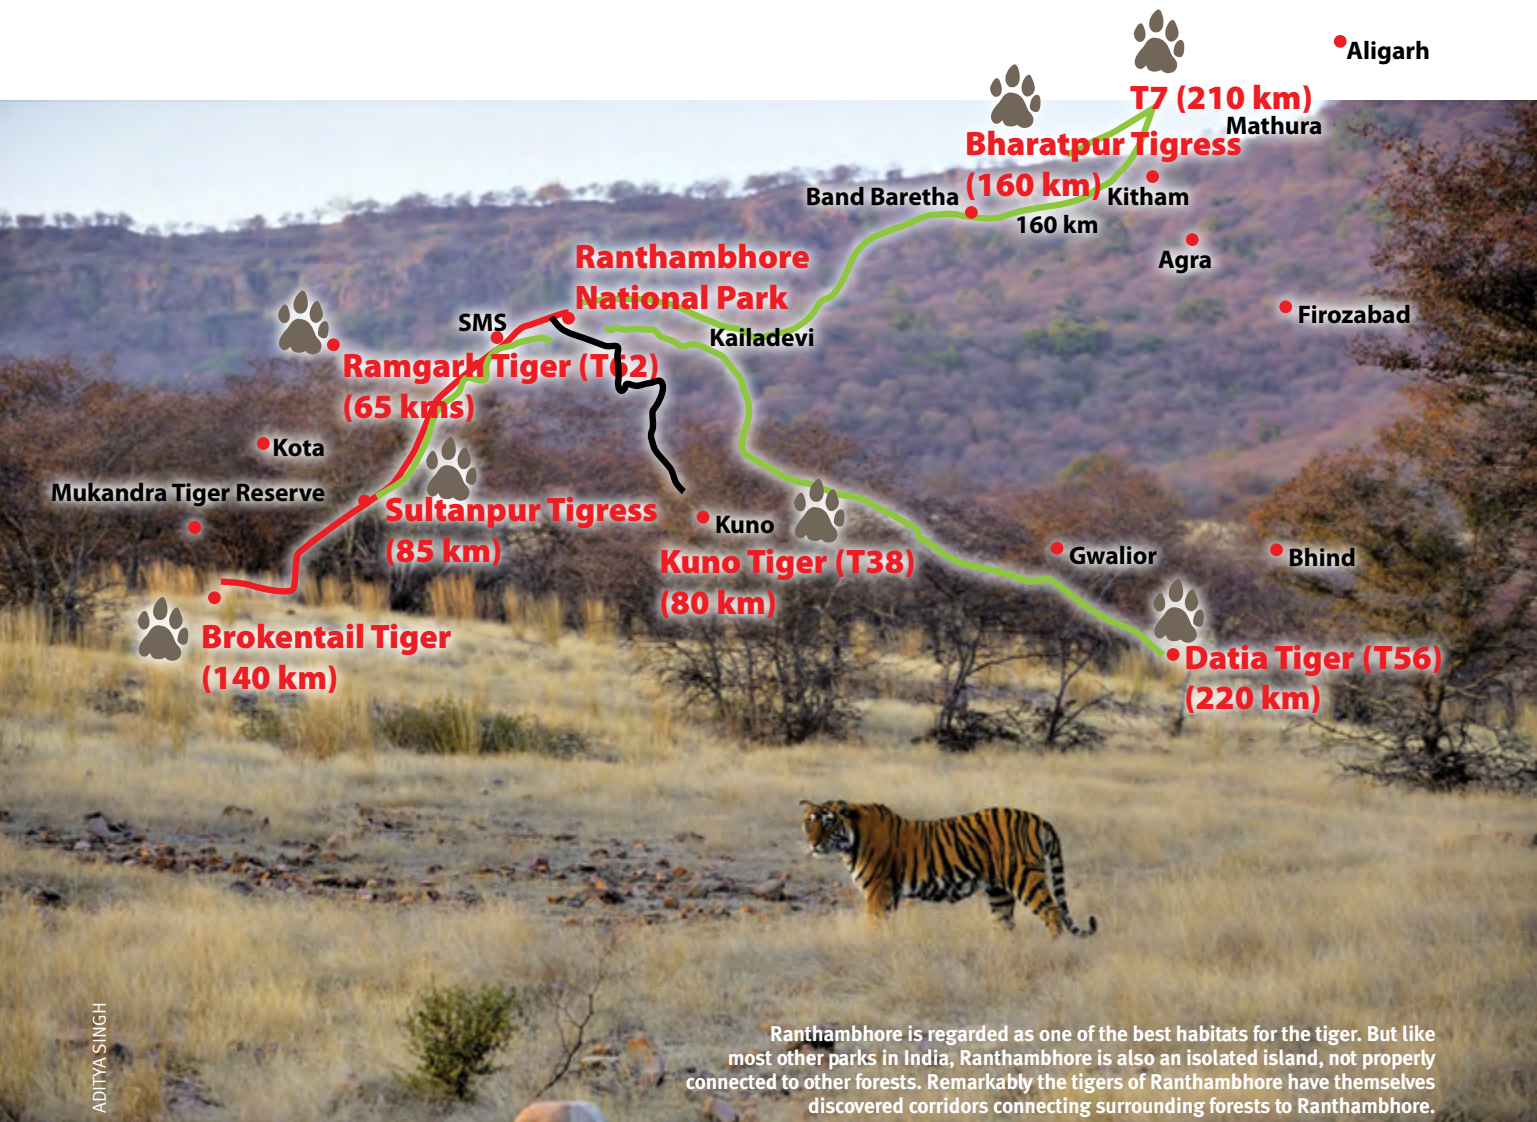 Aligarh
T7 (210 km)
Mathura
Bharatpur Tigress
(160 km)
Band Baretha
Kitham
160 km
Agra
Ranthambhore
National Park
Firozabad
SMS
Kailadevi
Ramgarh Tiger (T62)
(65 kms)
Kota
Mukandra Tiger Reserve
Sultanpur Tigress
(85 km)
Kuno
Kuno Tiger (T38)
(80 km)
Gwalior
Bhind
Brokentail Tiger
(140 km)
Datia Tiger (T56)
(220 km)
ADITYA SINGH
Ranthambhore is regarded as one of the best habitats for the tiger. But like
most other parks in India, Ranthambhore is also an isolated island, not properly
connected to other forests. Remarkably the tigers of Ranthambhore have themselves
discovered corridors connecting surrounding forests to Ranthambhore.